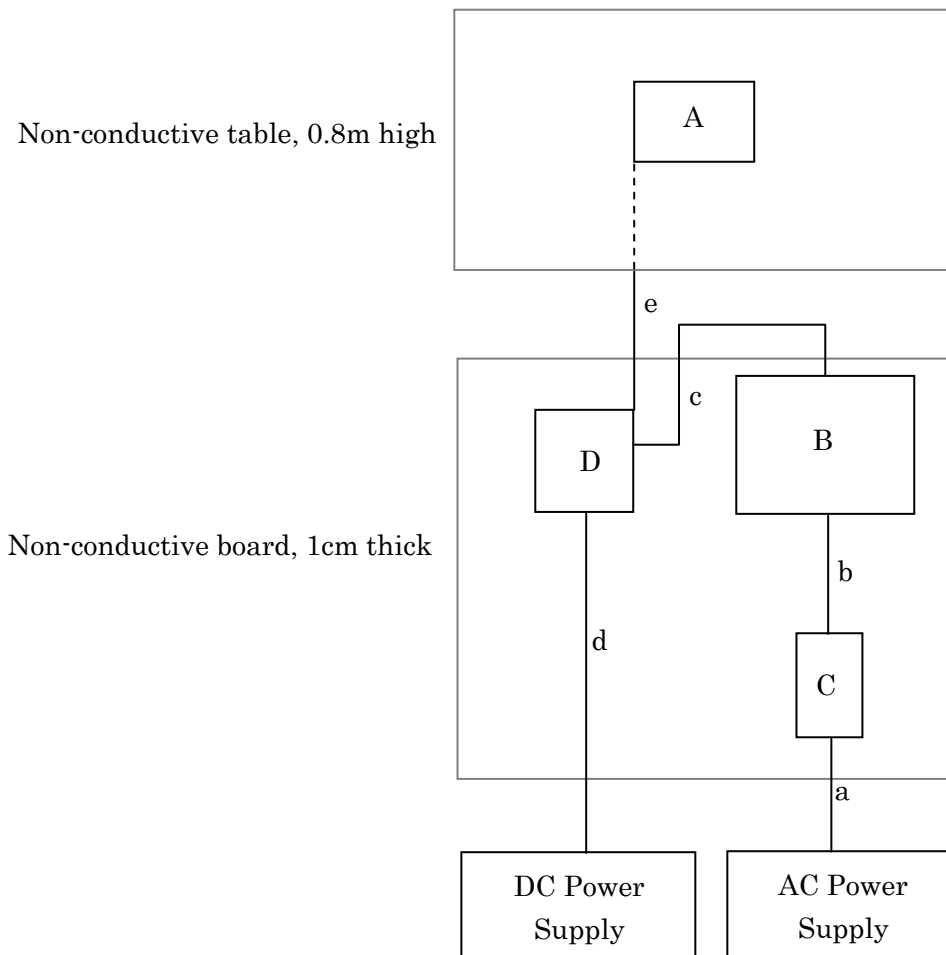 A
Non-conductive table, 0.8m high
e
c
B
D
Non-conductive board, 1cm thick
b
d
C
a
DC Power
Supply
AC Power
Supply